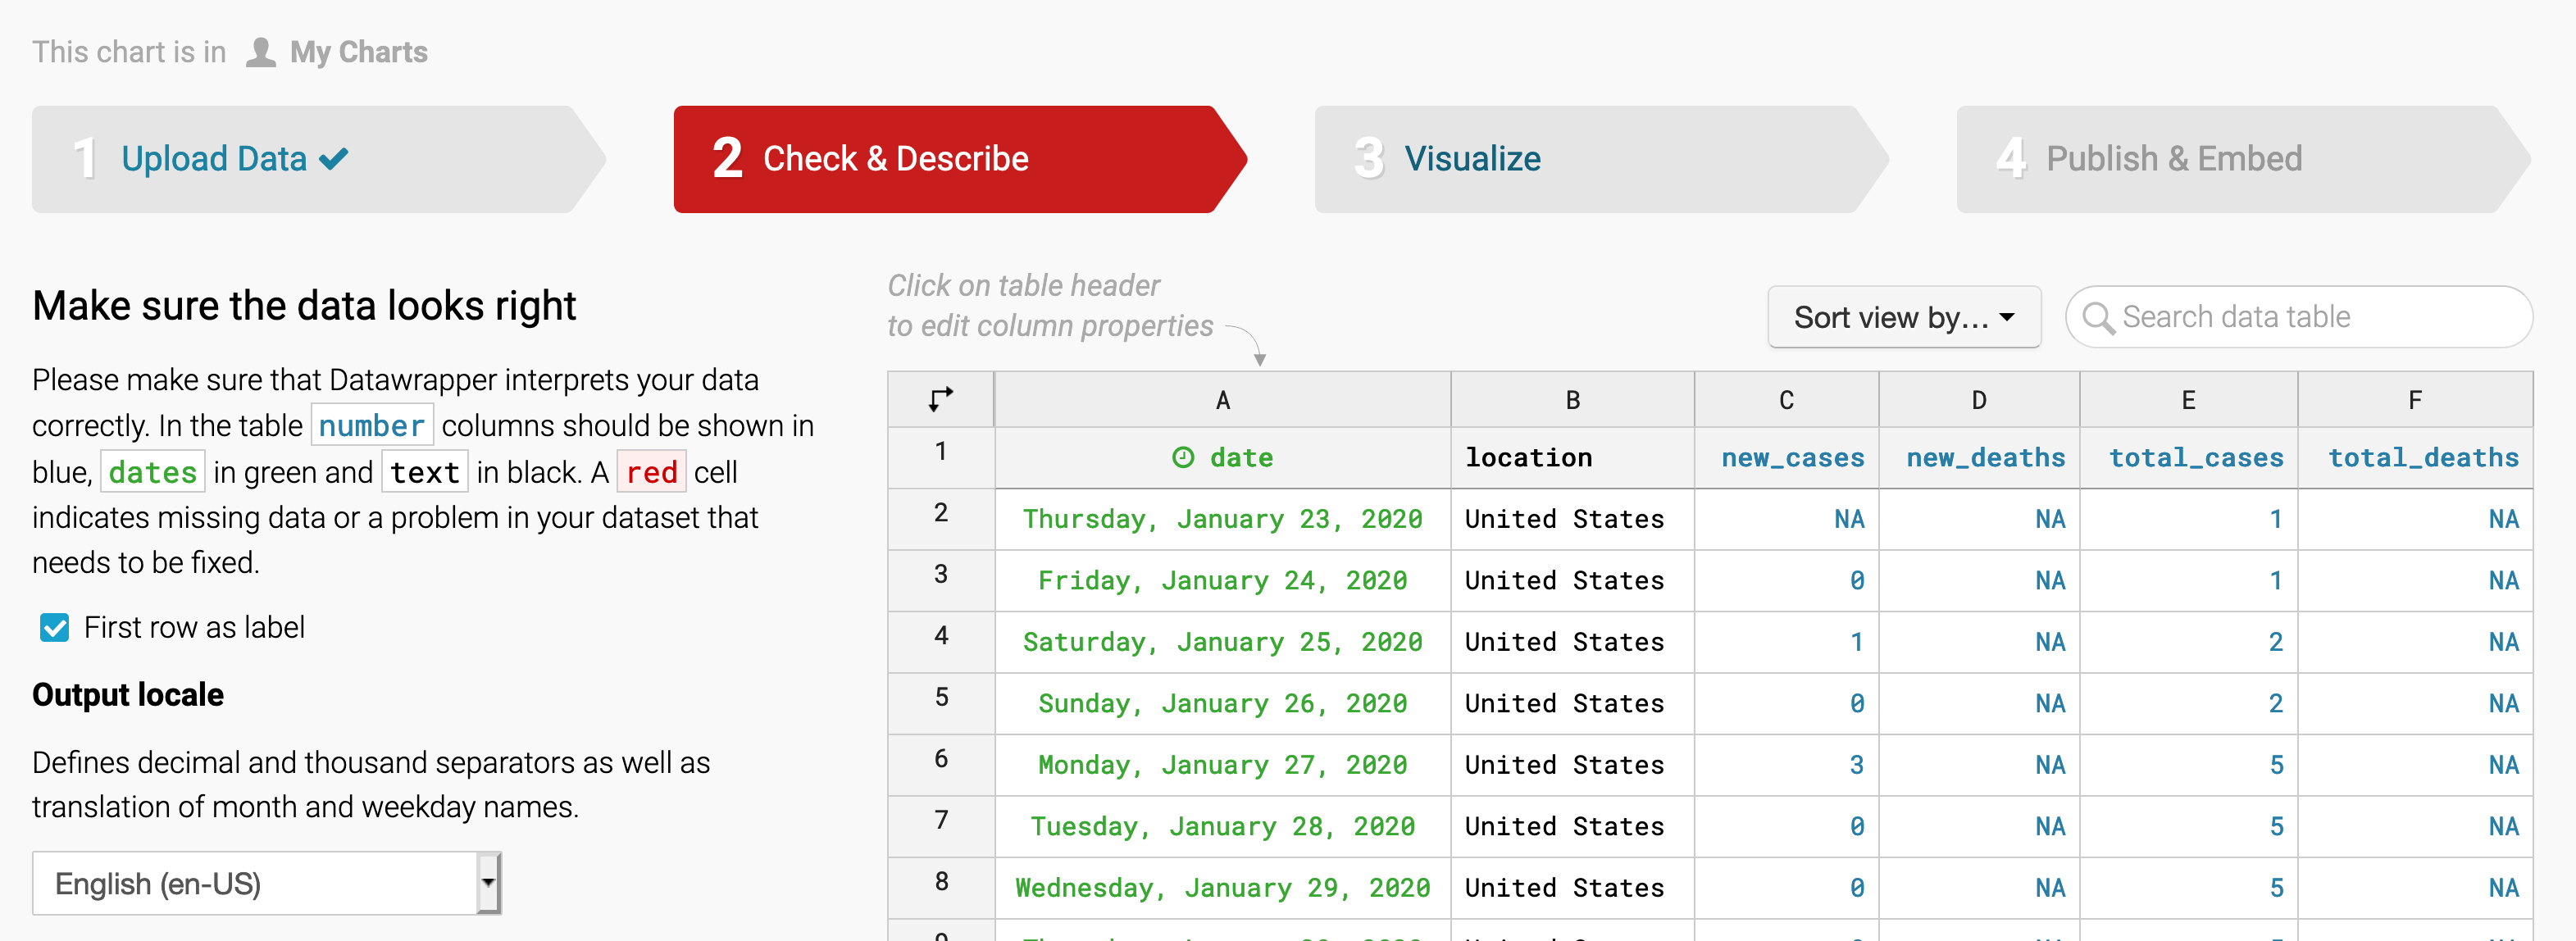 This chart is in My Charts
1 Upload Data
2 Check & Describe
3 Visualize
4 Publish & Embed
Make sure the data looks right
Please make sure that Datawrapper interprets your data
correctly. In the table number columns should be shown in
blue, dates in green and text in black. A red cell
indicates missing data or a problem in your dataset that
needs to be fixed.
First row as label
Output locale
Defines decimal and thousand separators as well as
translation of month and weekday names.
English (en-US)
Click on table header
to edit column properties
Sort view by...
Search data table
A B C D E F
1 date location new_cases new_deaths total_cases total_deaths
2 Thursday, January 23, 2020 United States NA NA 1 NA
3 Friday, January 24, 2020 United States 0 NA 1 NA
4 Saturday, January 25, 2020 United States 1 NA 2 NA
5 Sunday, January 26, 2020 United States 0 NA 2 NA
6 Monday, January 27, 2020 United States 3 NA 5 NA
7 Tuesday, January 28, 2020 United States 0 NA 5 NA
8 Wednesday, January 29, 2020 United States 0 NA 5 NA